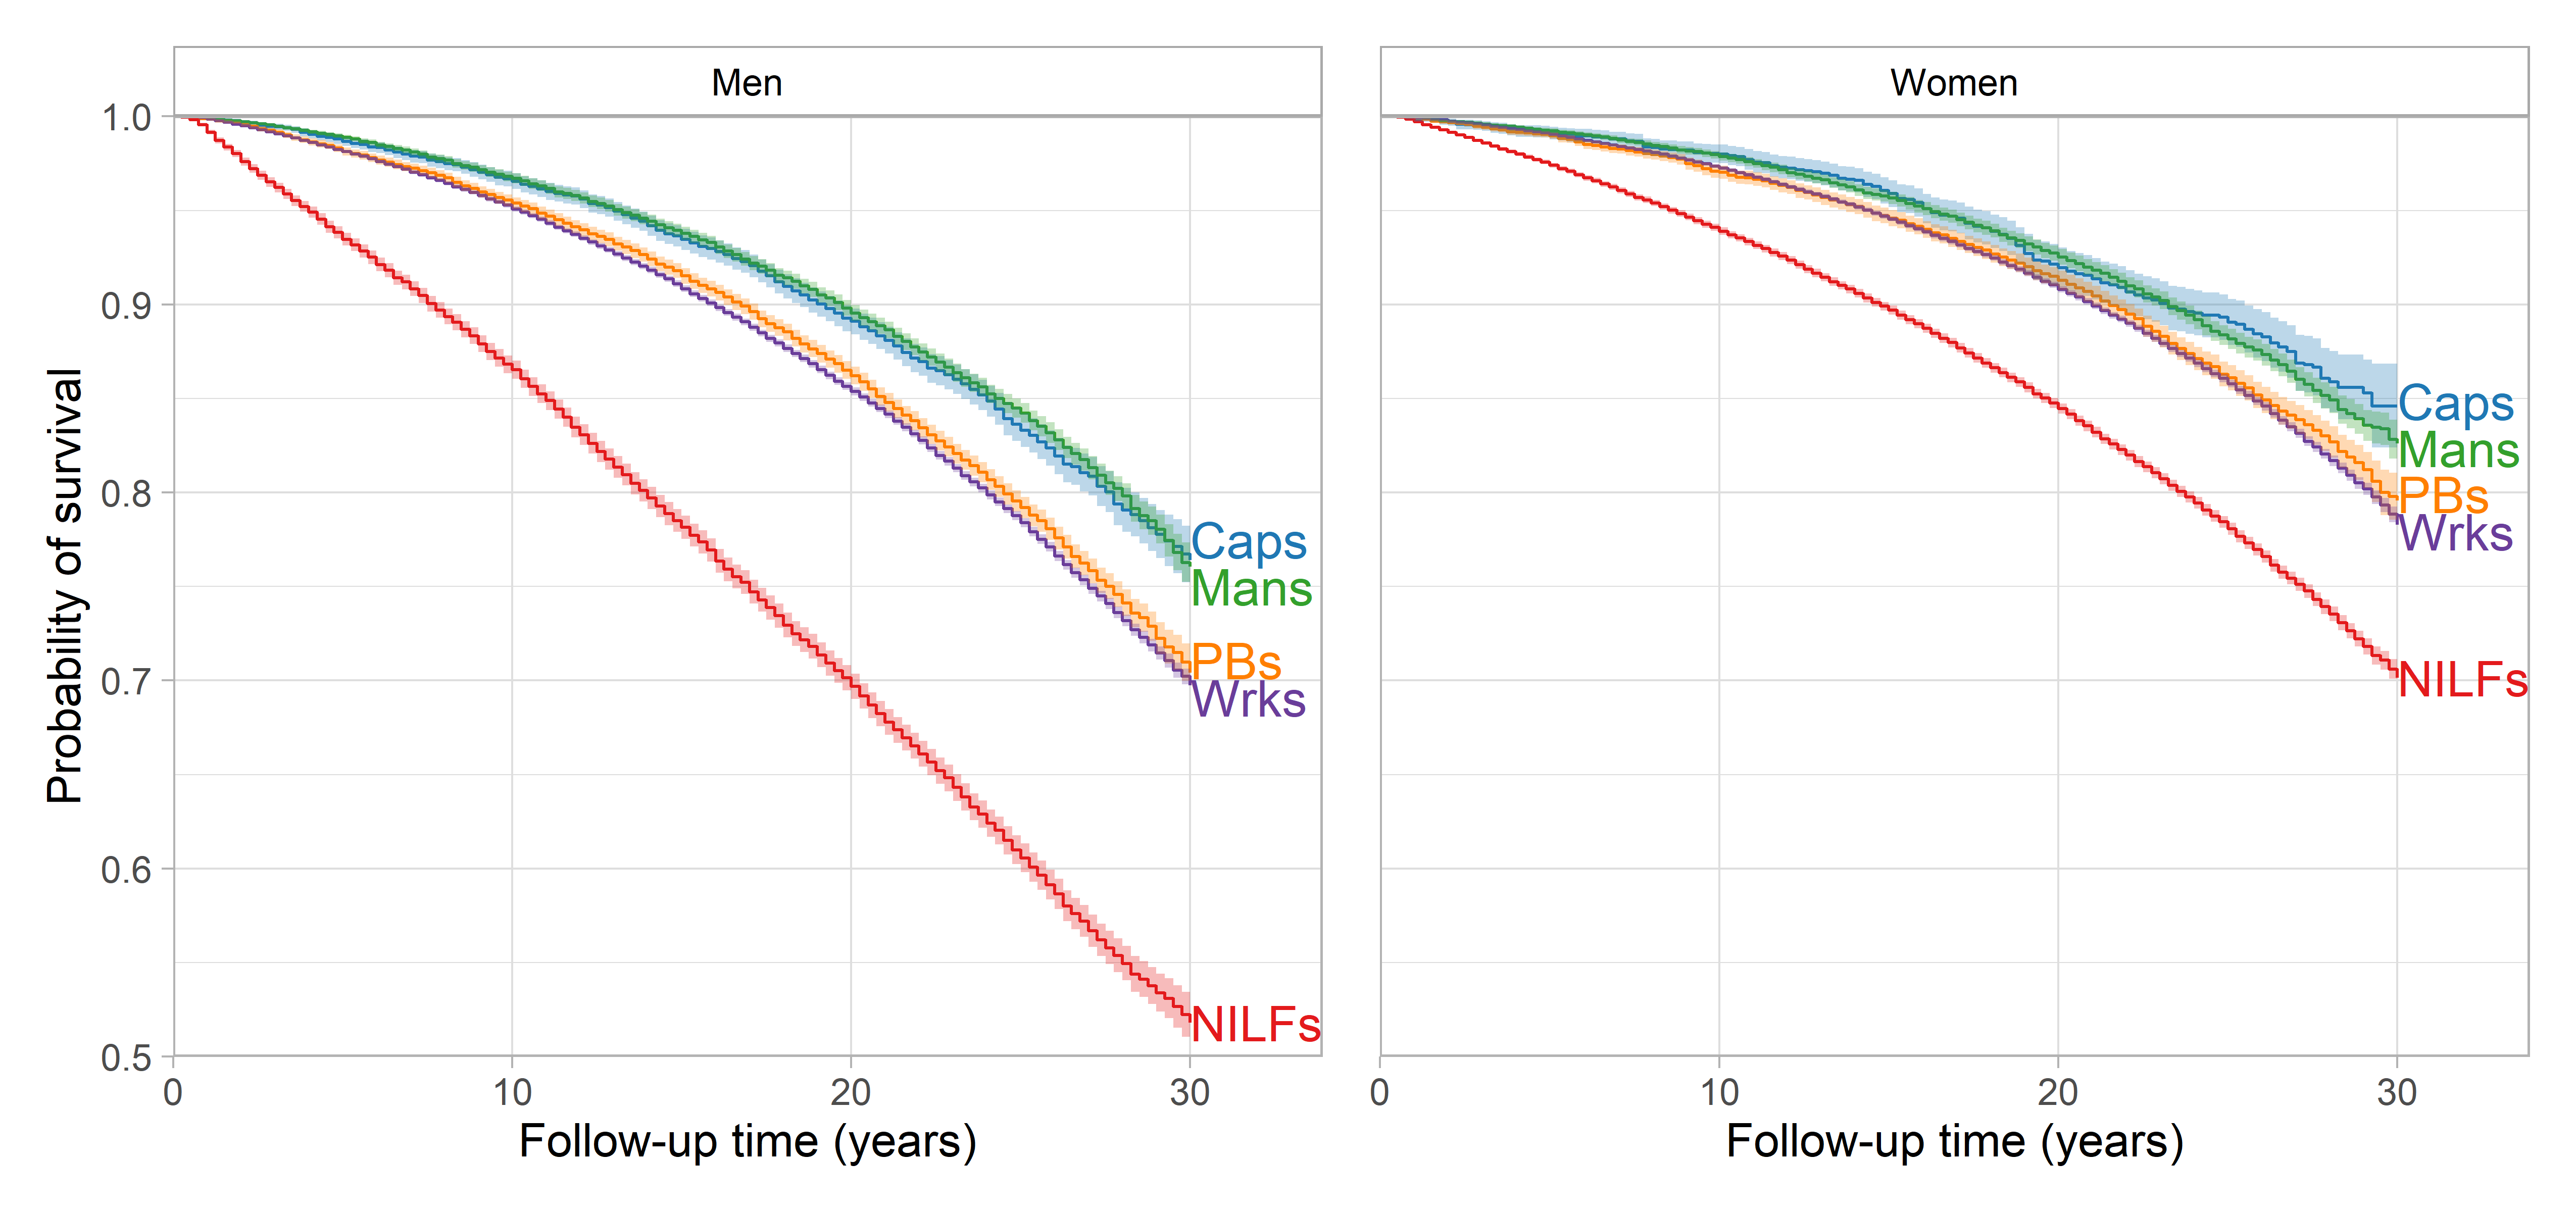 Men
Women
Probability of survival
1.0
0.9
0.8
0.7
0.6
0.5
Caps
Mans
PBs
Wrks
NILFs
Caps
Mans
PBs
Wrks
NILFs
0 10 20 30
0 10 20 30
Follow-up time (years)
Follow-up time (years)